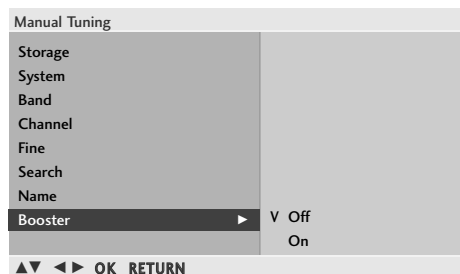 Manual Tuning
Storage
System
Band
Channel
Fine
Search
Name
Booster ► V Off
On
▲▼ ◄► OK RETURN